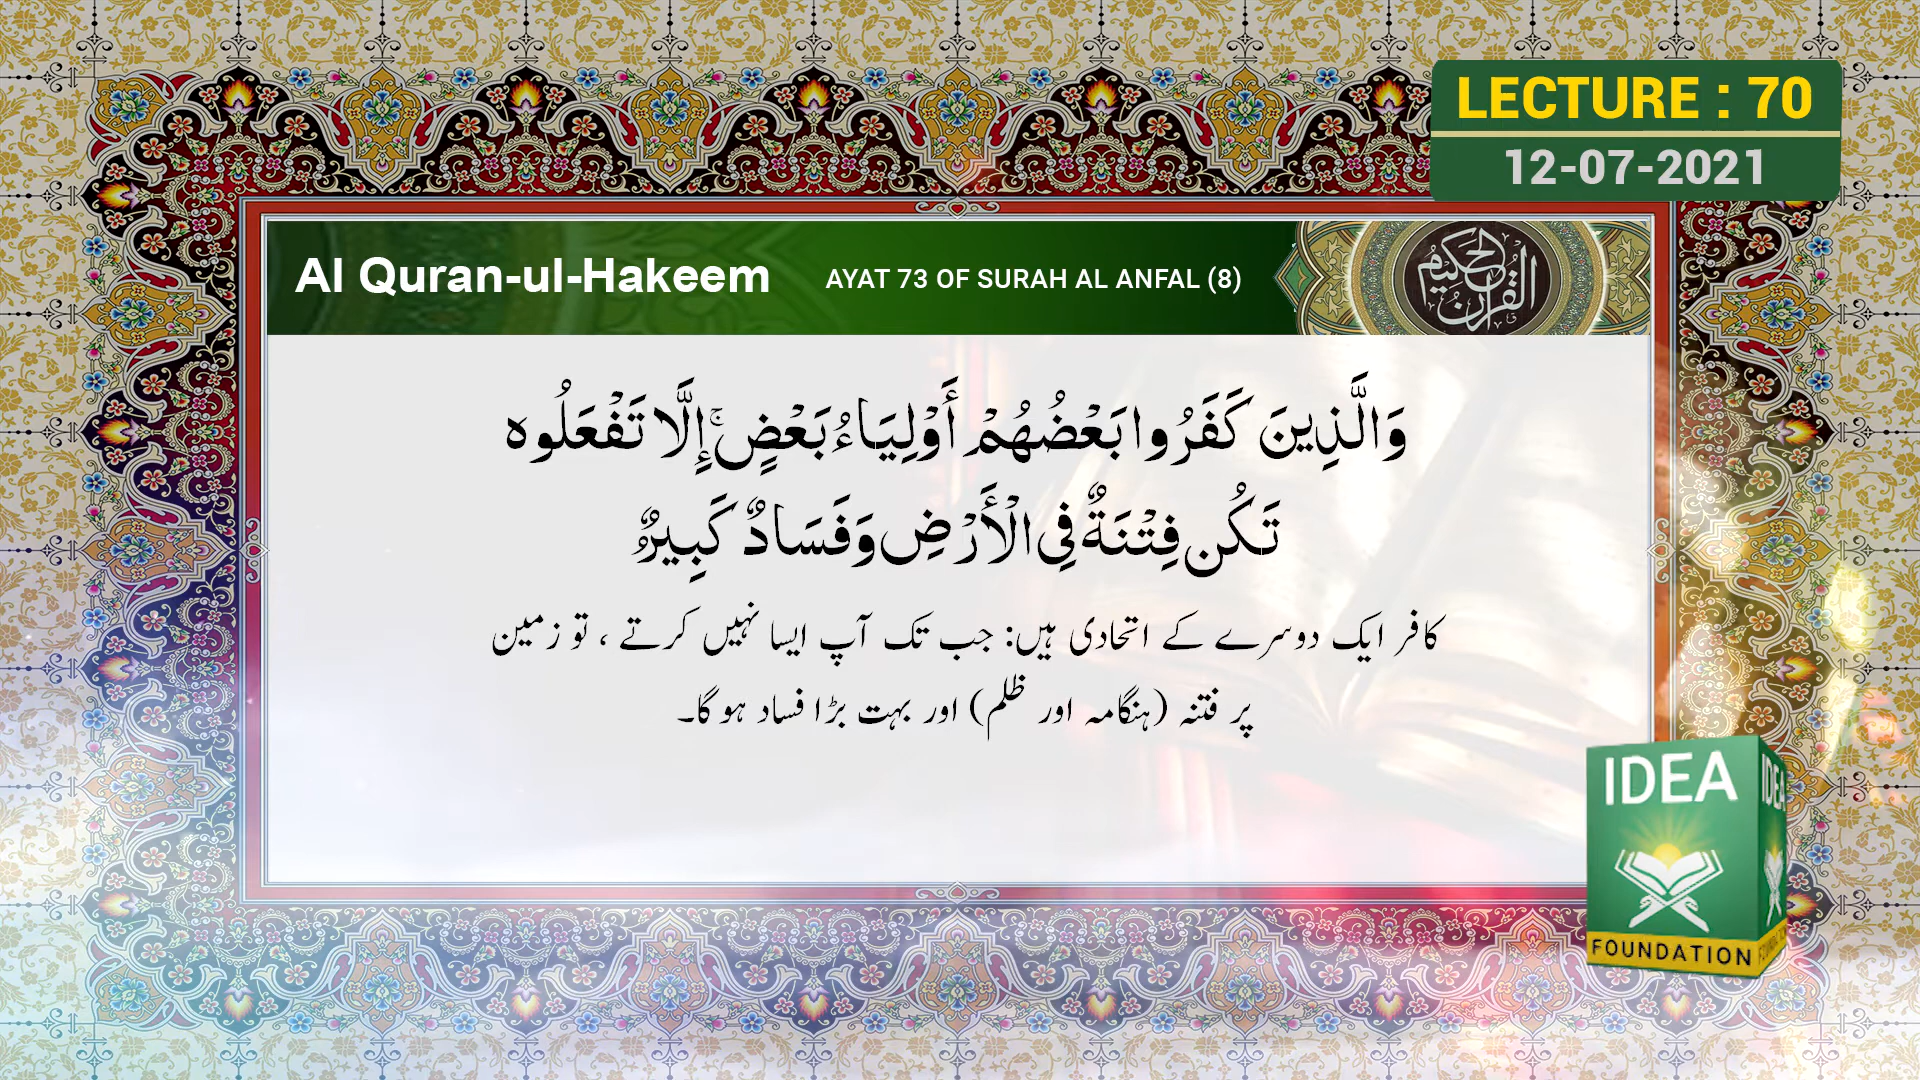 LECTURE : 70
12-07-2021
Al Quran-ul-Hakeem
AYAT 73 OF SURAH AL ANFAL (8)
القرآن الحكيم
وَالَّذِينَ كَفَرُوا بَعْضُهُمْ أَوْلِيَاءُ بَعْضٍ ۚ إِلَّا تَفْعَلُوه
تَكُن فِتْنَةٌ فِي الْأَرْضِ وَفَسَادٌ كَبِيرٌ
کافر ایک دوسرے کے اتحادی ہیں: جب تک آپ ایسا نہیں کرتے ، تو زمین
پر فتنہ (ہنگامہ اور ظلم) اور بہت بڑا فساد ہو گا۔
IDEA
FOUNDATION